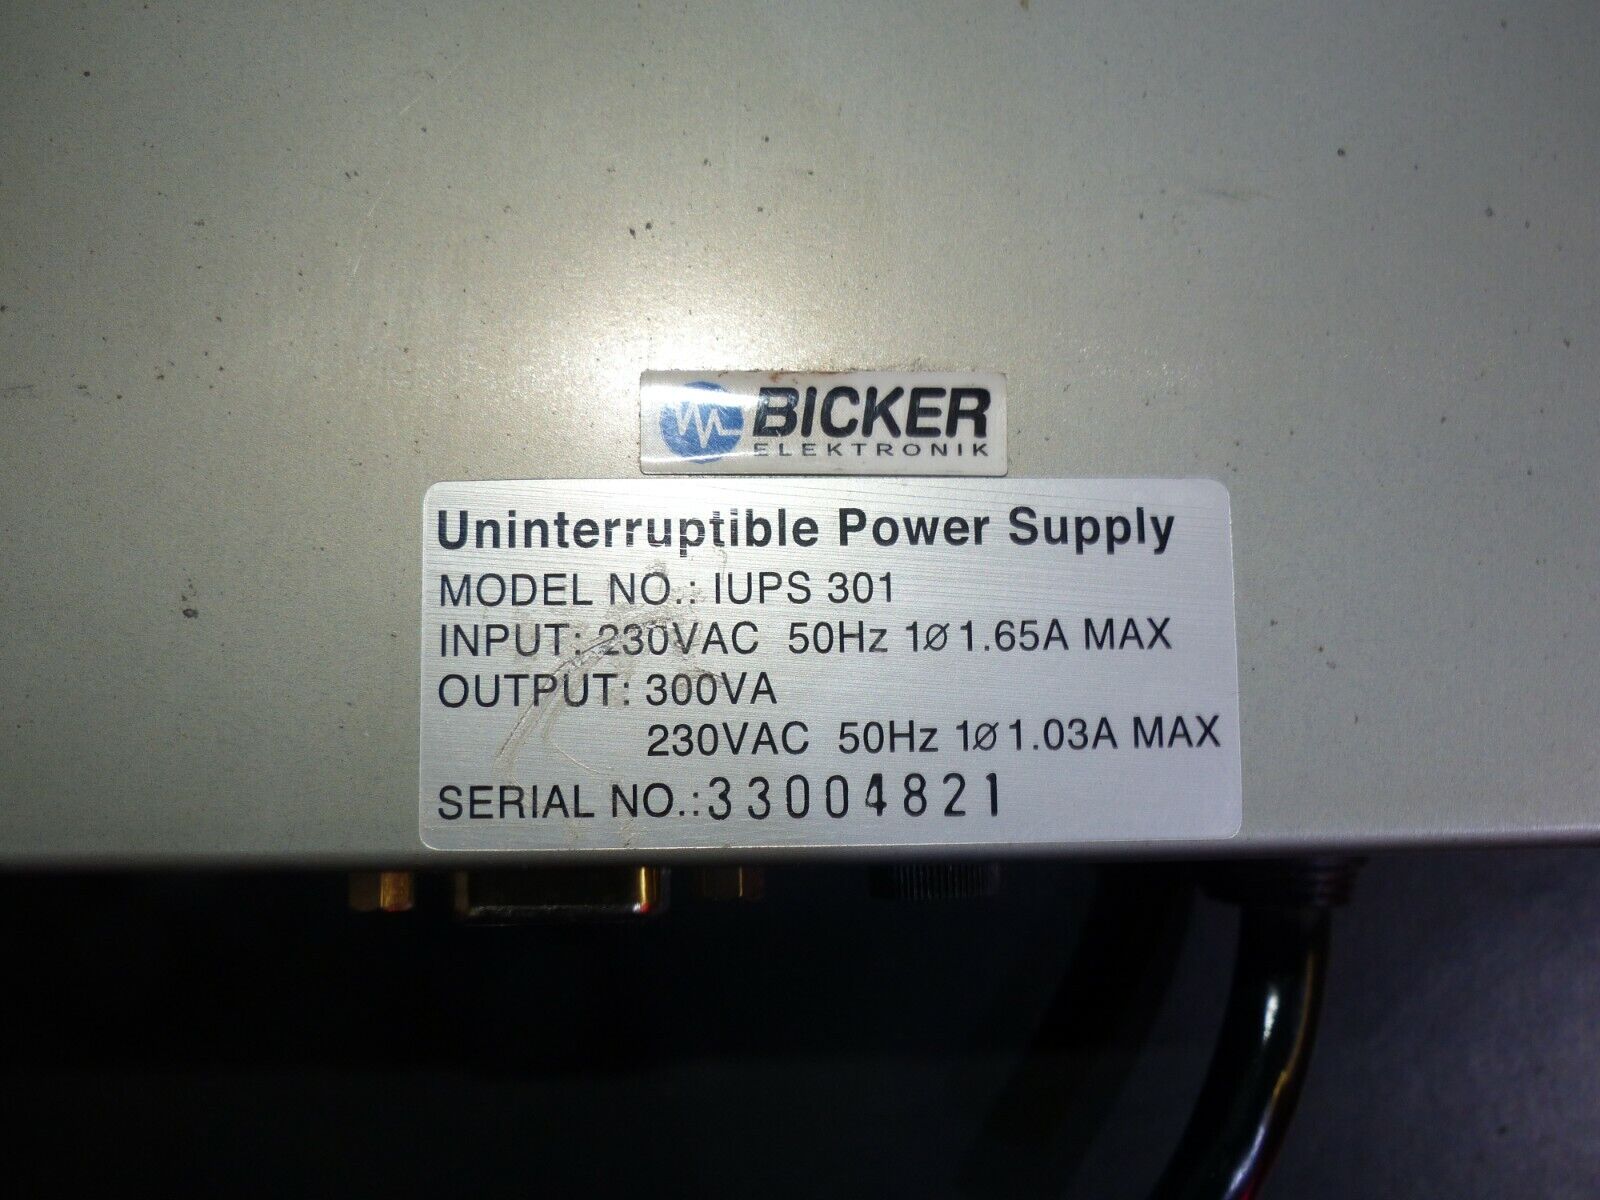 BICKER
ELEKTRONIK
Uninterruptible Power Supply
MODEL NO.: IUPS 301
INPUT: 230VAC 50Hz 1ø 1.65A MAX
OUTPUT: 300VA
230VAC 50Hz 1ø 1.03A MAX
SERIAL NO.:33004821